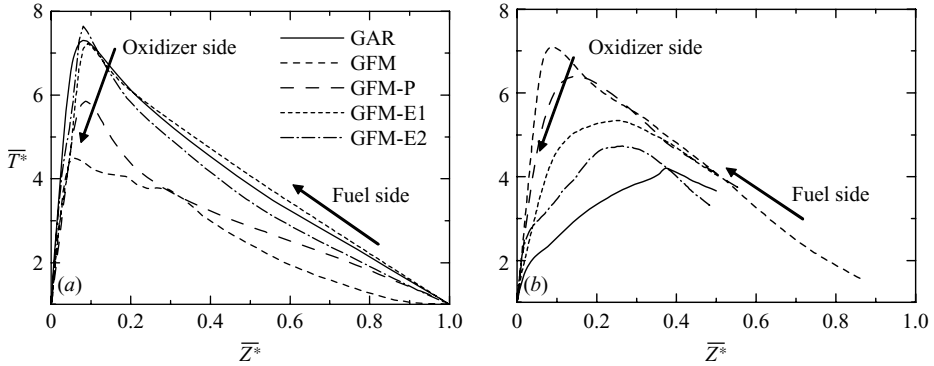 8
6
4
2
T̅*
(a)
0
0.2
0.4
0.6
0.8
1.0
Z̅*
Oxidizer side
Fuel side
GAR
GFM
GFM-P
GFM-E1
GFM-E2
8
6
4
2
(b)
0
0.2
0.4
0.6
0.8
1.0
Z̅*
Oxidizer side
Fuel side